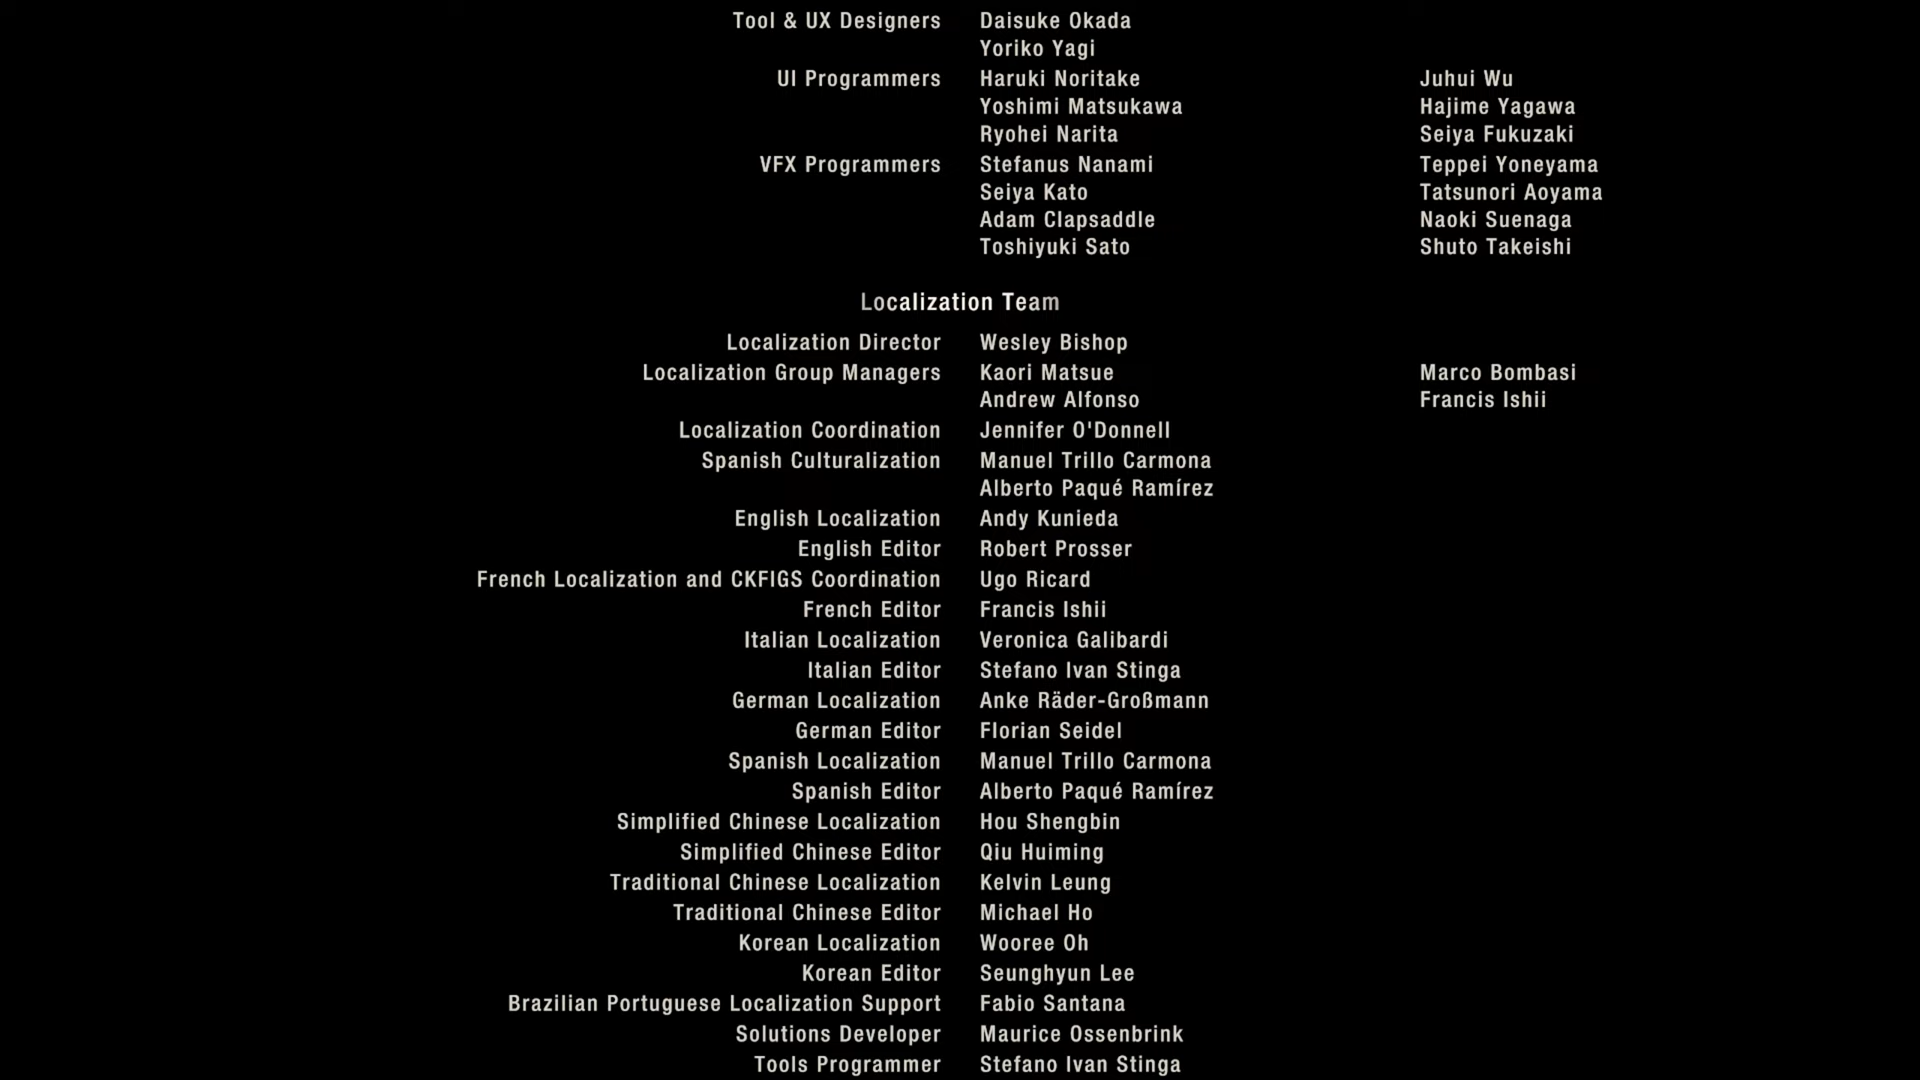 Tool & UX Designers Daisuke Okada
Yoriko Yagi
UI Programmers Haruki Noritake Juhui Wu
Yoshimi Matsukawa Hajime Yagawa
Ryohei Narita Seiya Fukuzaki
VFX Programmers Stefanus Nanami Teppei Yoneyama
Seiya Kato Tatsunori Aoyama
Adam Clapsaddle Naoki Suenaga
Toshiyuki Sato Shuto Takeishi
Localization Team
Localization Director Wesley Bishop
Localization Group Managers Kaori Matsue Marco Bombasi
Andrew Alfonso Francis Ishii
Localization Coordination Jennifer O'Donnell
Spanish Culturalization Manuel Trillo Carmona
Alberto Paqué Ramírez
English Localization Andy Kunieda
English Editor Robert Prosser
French Localization and CKFIGS Coordination Ugo Ricard
French Editor Francis Ishii
Italian Localization Veronica Galibardi
Italian Editor Stefano Ivan Stinga
German Localization Anke Räder-Großmann
German Editor Florian Seidel
Spanish Localization Manuel Trillo Carmona
Spanish Editor Alberto Paqué Ramírez
Simplified Chinese Localization Hou Shengbin
Simplified Chinese Editor Qiu Huiming
Traditional Chinese Localization Kelvin Leung
Traditional Chinese Editor Michael Ho
Korean Localization Wooree Oh
Korean Editor Seunghyun Lee
Brazilian Portuguese Localization Support Fabio Santana
Solutions Developer Maurice Ossenbrink
Tools Programmer Stefano Ivan Stinga